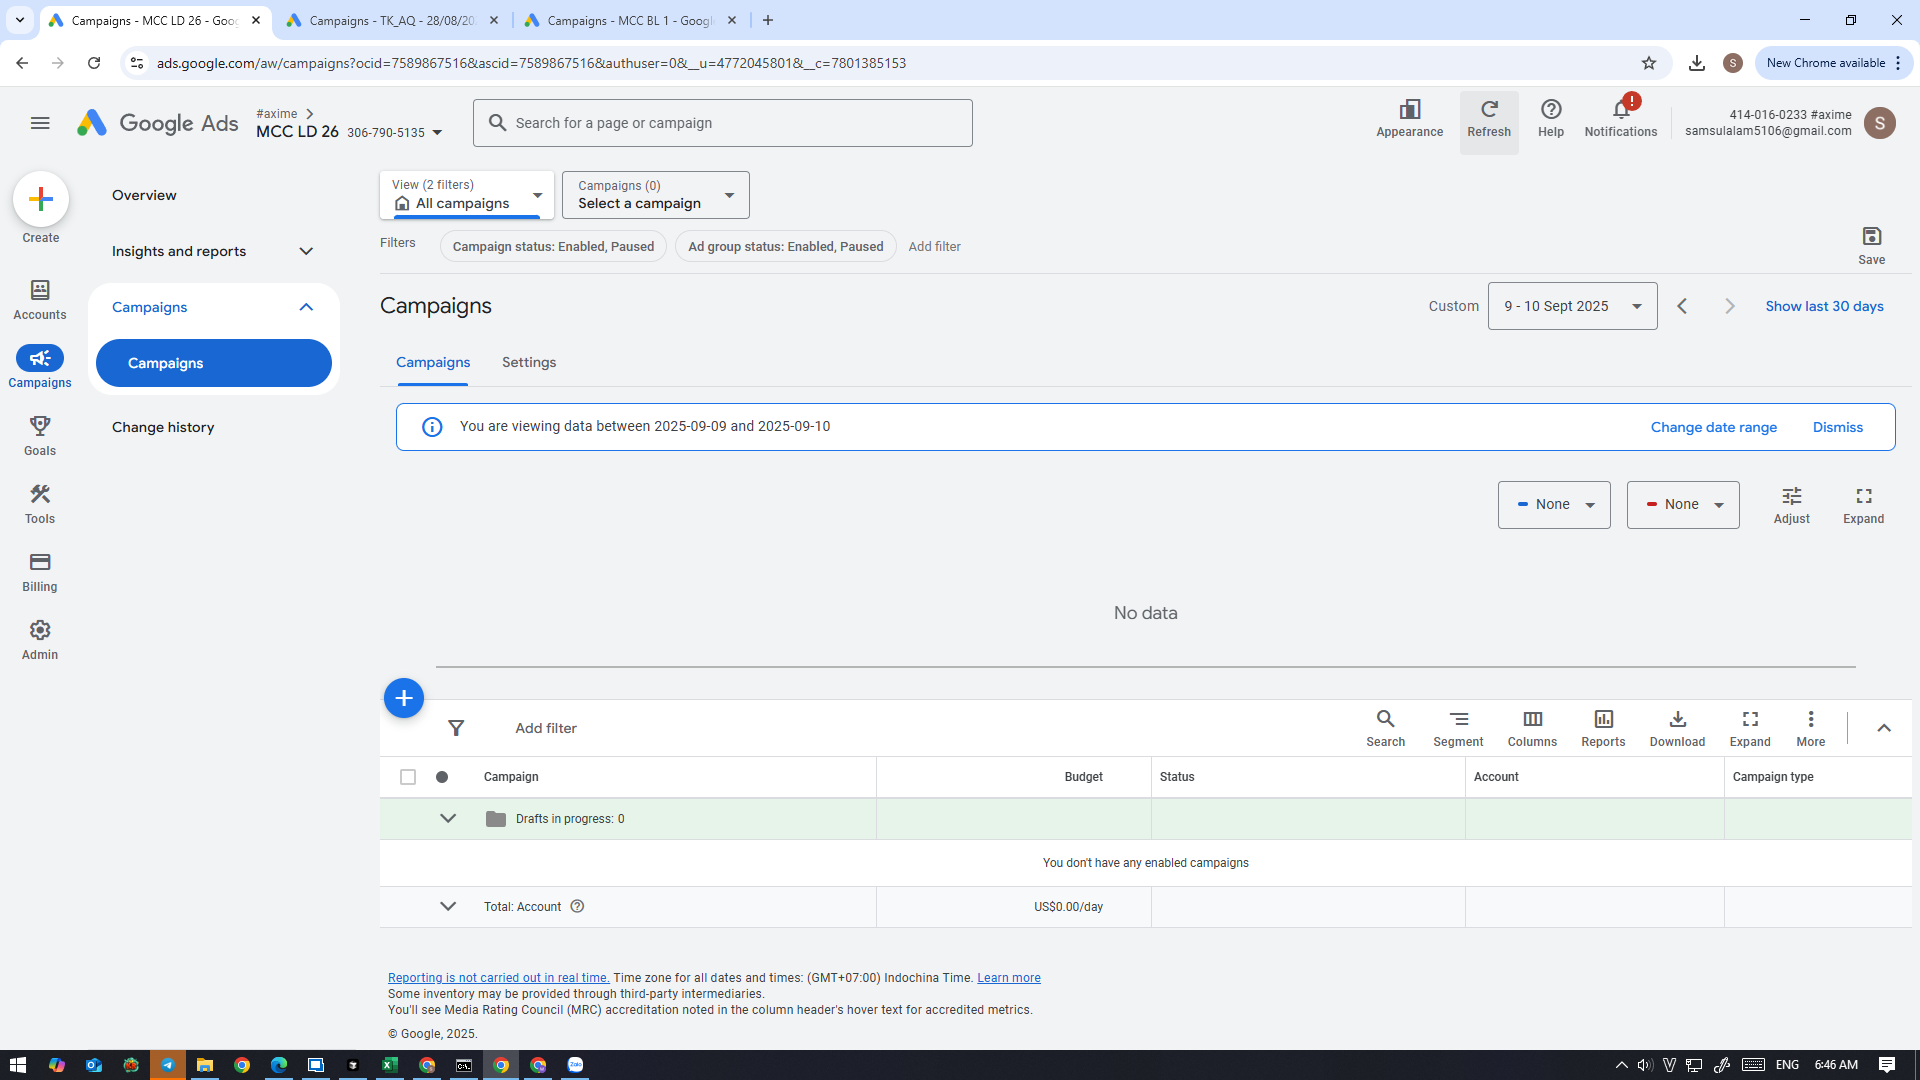 Campaigns - MCC LD 26 - Goog
Campaigns - TK_AQ - 28/08/202
Campaigns - MCC BL 1 - Google
ads.google.com/aw/campaigns?ocid=7589867516&ascid=7589867516&authuser=0&__u=4772045801&__c=7801385153
S
New Chrome available
Google Ads
#axime
MCC LD 26 306-790-5135
Search for a page or campaign
Appearance
Refresh
Help
!
Notifications
414-016-0233 #axime
samsulalam5106@gmail.com
S
Create
Accounts
Campaigns
Goals
Tools
Billing
Admin
Overview
Insights and reports
Campaigns
Campaigns
Change history
View (2 filters)
All campaigns
Campaigns (0)
Select a campaign
Filters
Campaign status: Enabled, Paused
Ad group status: Enabled, Paused
Add filter
Save
Campaigns
Custom
9 - 10 Sept 2025
Show last 30 days
Campaigns
Settings
You are viewing data between 2025-09-09 and 2025-09-10
Change date range
Dismiss
None
None
Adjust
Expand
No data
Add filter
Search
Segment
Columns
Reports
Download
Expand
More
Campaign
Budget
Status
Account
Campaign type
Drafts in progress: 0
You don't have any enabled campaigns
Total: Account
US$0.00/day
Reporting is not carried out in real time. Time zone for all dates and times: (GMT+07:00) Indochina Time. Learn more
Some inventory may be provided through third-party intermediaries.
You'll see Media Rating Council (MRC) accreditation noted in the column header's hover text for accredited metrics.
© Google, 2025.
Zalo
ENG
6:46 AM